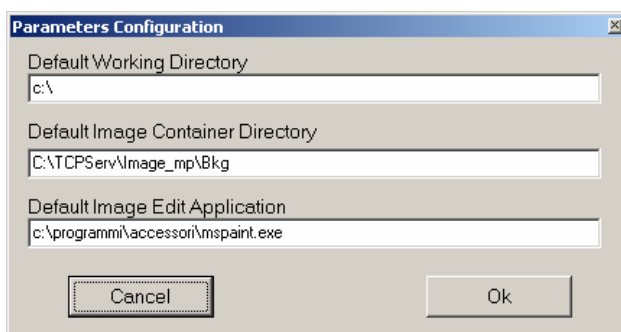 Parameters Configuration
Default Working Directory
c:\
Default Image Container Directory
C:\TCPServ\Image_mp\Bkg
Default Image Edit Application
c:\programmi\accessori\mspaint.exe
Cancel Ok